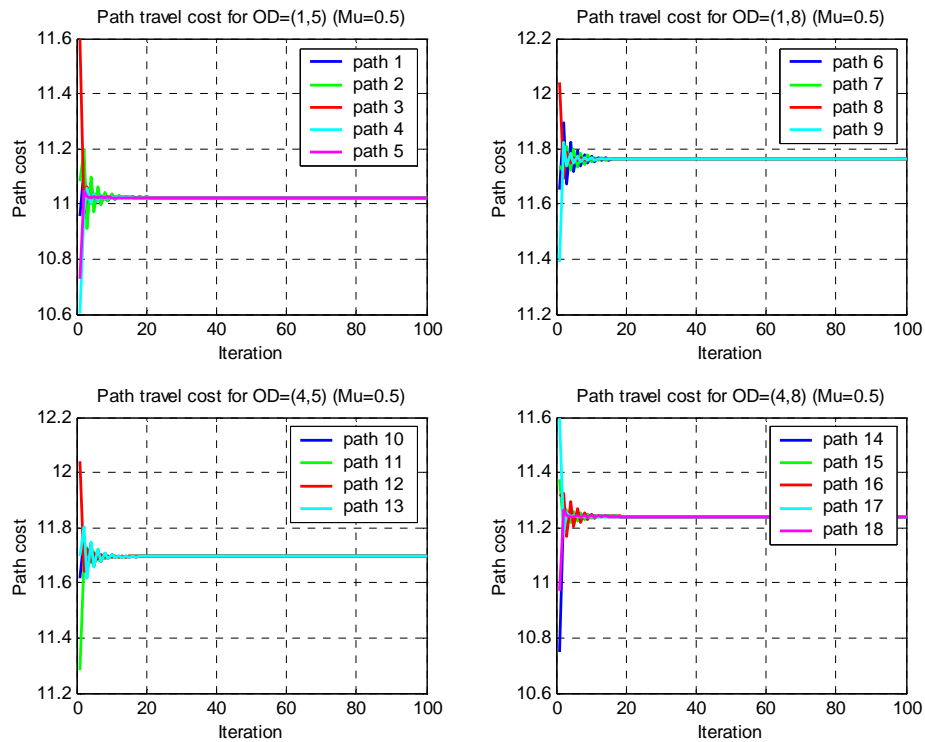 Path travel cost for OD=(1,5) (Mu=0.5)
11.6
11.4
11.2
11
10.8
10.6
Path cost
path 1
path 2
path 3
path 4
path 5
0
20
40
60
80
100
Iteration
Path travel cost for OD=(1,8) (Mu=0.5)
12.2
12
11.8
11.6
11.4
11.2
Path cost
path 6
path 7
path 8
path 9
0
20
40
60
80
100
Iteration
Path travel cost for OD=(4,5) (Mu=0.5)
12.2
12
11.8
11.6
11.4
11.2
Path cost
path 10
path 11
path 12
path 13
0
20
40
60
80
100
Iteration
Path travel cost for OD=(4,8) (Mu=0.5)
11.6
11.4
11.2
11
10.8
10.6
Path cost
path 14
path 15
path 16
path 17
path 18
0
20
40
60
80
100
Iteration